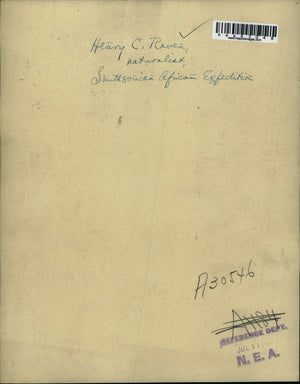 Henry C. Raven,
naturalist,
Smithsonian African Expedition
A30546
REFERENCE DEPT.
N. E. A.